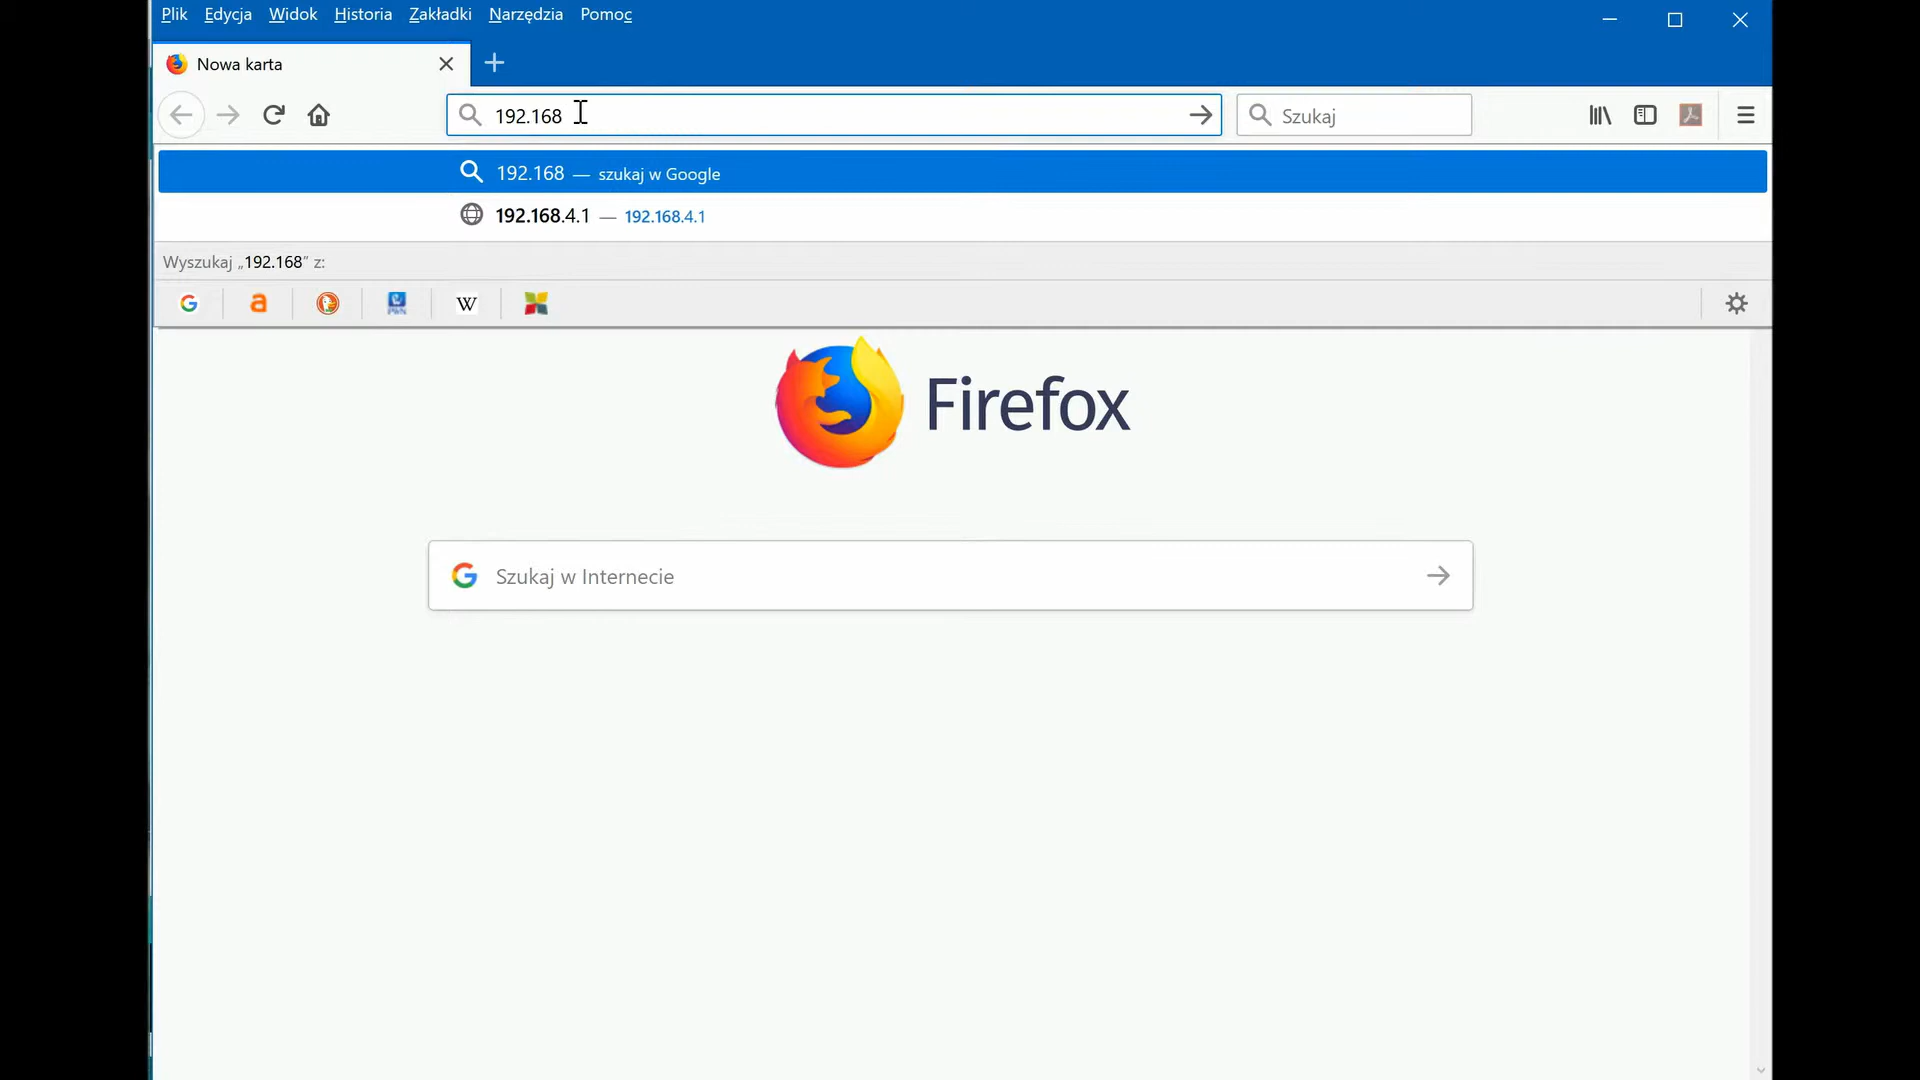 Plik Edycja Widok Historia Zakładki Narzędzia Pomoc
Nowa karta
192.168
Szukaj
192.168 — szukaj w Google
192.168.4.1 — 192.168.4.1
Wyszukaj „192.168” z:
G a PWN W
Firefox
G Szukaj w Internecie